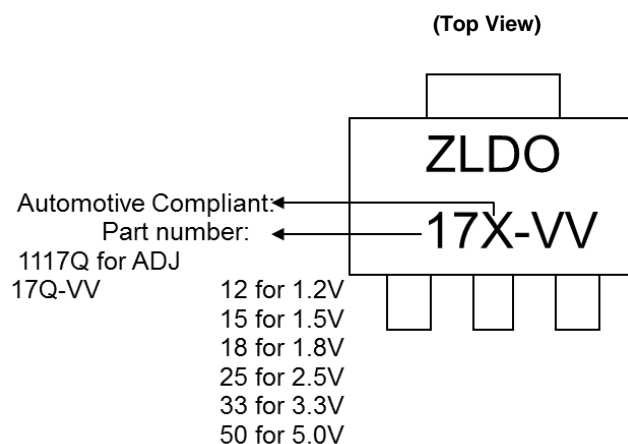 (Top View)
ZLDO
17X-VV
Automotive Compliant:
Part number:
1117Q for ADJ
17Q-VV
12 for 1.2V
15 for 1.5V
18 for 1.8V
25 for 2.5V
33 for 3.3V
50 for 5.0V